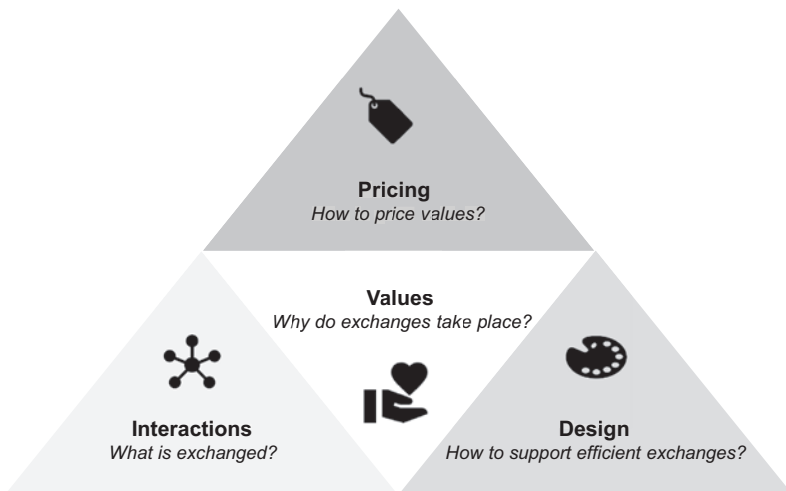 Pricing
How to price values?
Values
Why do exchanges take place?
Interactions
What is exchanged?
Design
How to support efficient exchanges?